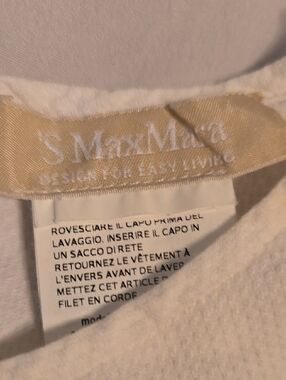 'S MaxMara
DESIGN FOR EASY LIVING
ROVESCIARE IL CAPO PRIMA DEL
LAVAGGIO. INSERIRE IL CAPO IN
UN SACCO DI RETE
RETOURNEZ LE VÊTEMENT À
L'ENVERS AVANT DE LAVER
METTEZ CET ARTICLE
FILET EN CORDE